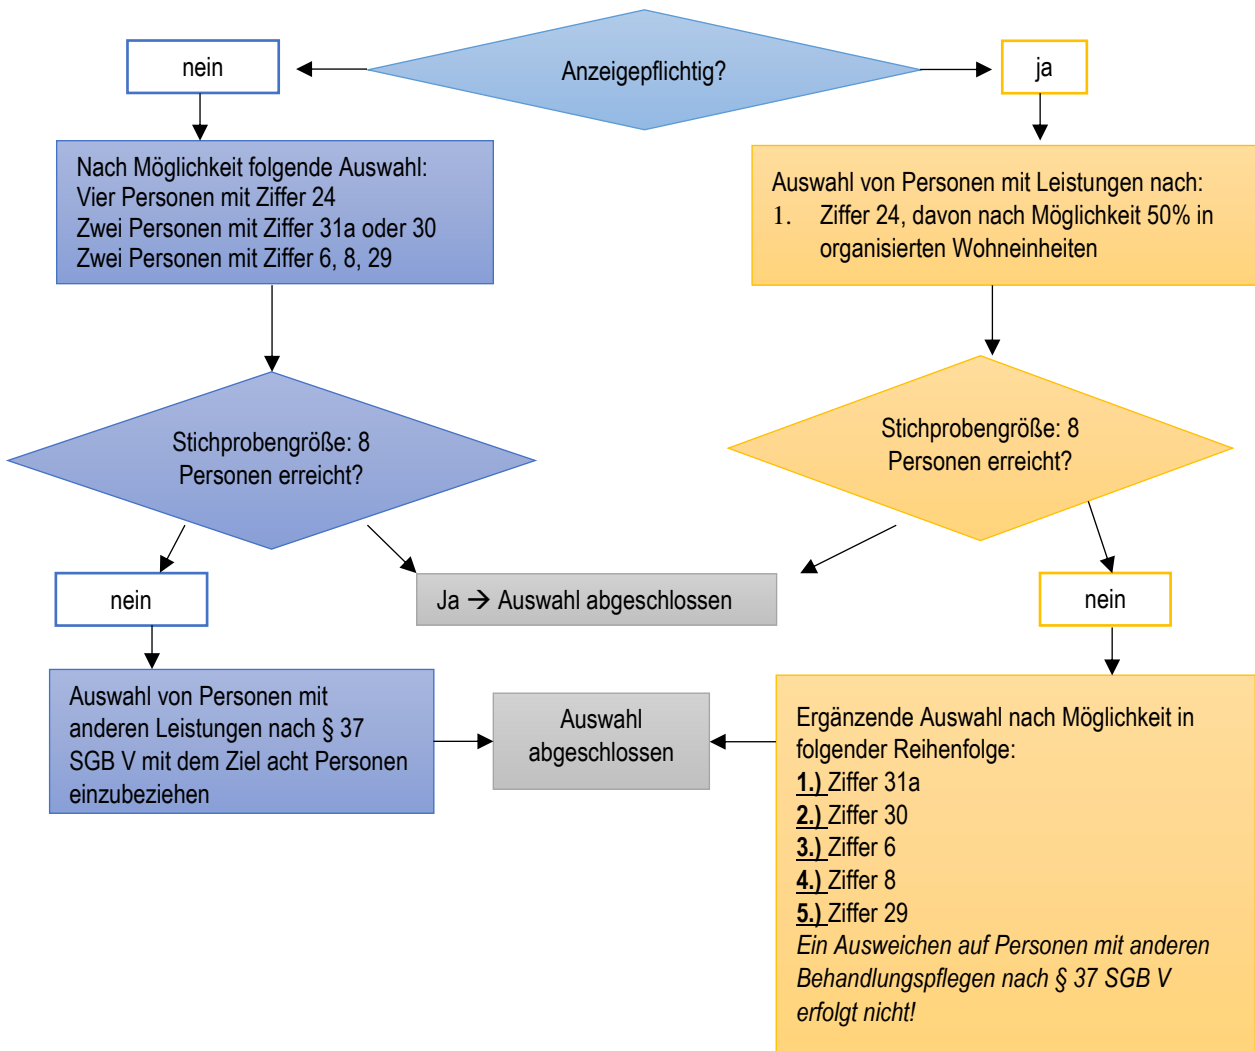 nein
Anzeigepflichtig?
ja
Nach Möglichkeit folgende Auswahl:
Vier Personen mit Ziffer 24
Zwei Personen mit Ziffer 31a oder 30
Zwei Personen mit Ziffer 6, 8, 29
Auswahl von Personen mit Leistungen nach:
1. Ziffer 24, davon nach Möglichkeit 50% in
organisierten Wohneinheiten
Stichprobengröße: 8
Personen erreicht?
Stichprobengröße: 8
Personen erreicht?
nein
Ja → Auswahl abgeschlossen
nein
Auswahl von Personen mit
anderen Leistungen nach § 37
SGB V mit dem Ziel acht Personen
einzubeziehen
Auswahl
abgeschlossen
Ergänzende Auswahl nach Möglichkeit in
folgender Reihenfolge:
1.) Ziffer 31a
2.) Ziffer 30
3.) Ziffer 6
4.) Ziffer 8
5.) Ziffer 29
Ein Ausweichen auf Personen mit anderen
Behandlungspflegen nach § 37 SGB V
erfolgt nicht!